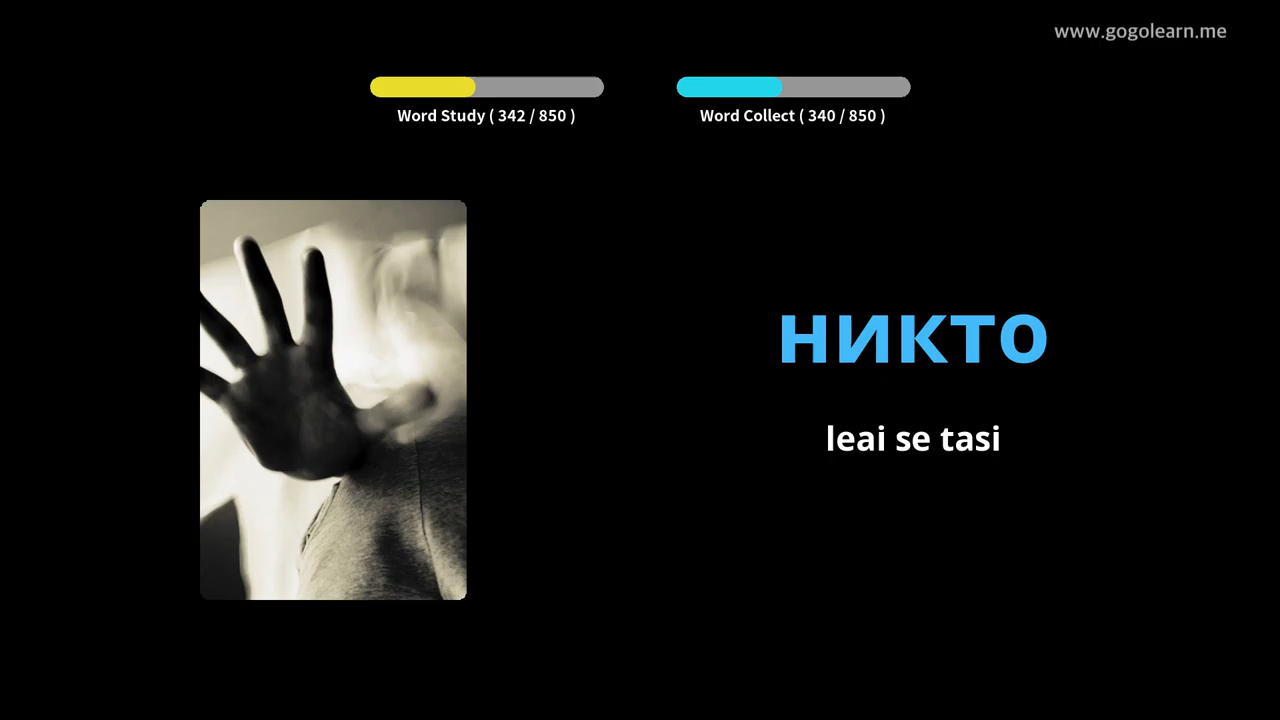 www.gogolearn.me
Word Study ( 342 / 850 )
Word Collect ( 340 / 850 )
никто
leai se tasi